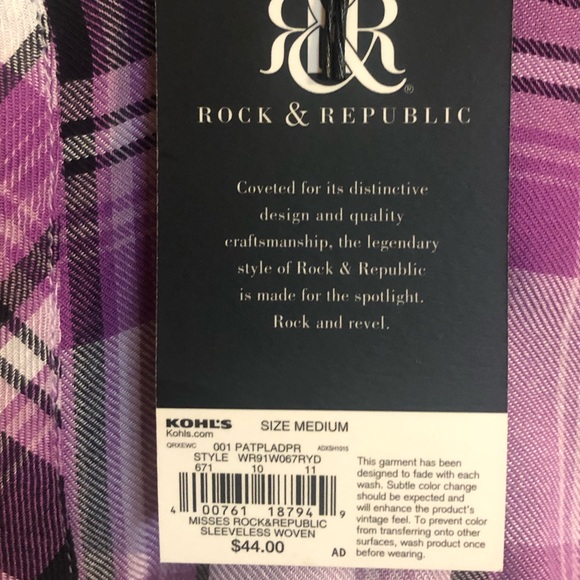 R&R®
ROCK & REPUBLIC
Coveted for its distinctive
design and quality
craftsmanship, the legendary
style of Rock & Republic
is made for the spotlight.
Rock and revel.
KOHL'S SIZE MEDIUM
Kohls.com
QRXEWC 001 PATPLADPR ADXSH1015
STYLE WR91W067RYD
671 10 11
4 00761 18794 9
MISSES ROCK&REPUBLIC
SLEEVELESS WOVEN
$44.00 AD
This garment has been
designed to fade with each
wash. Subtle color change
should be expected and
will enhance the product's
vintage feel. To prevent color
from transferring onto other
surfaces, wash product once
before wearing.